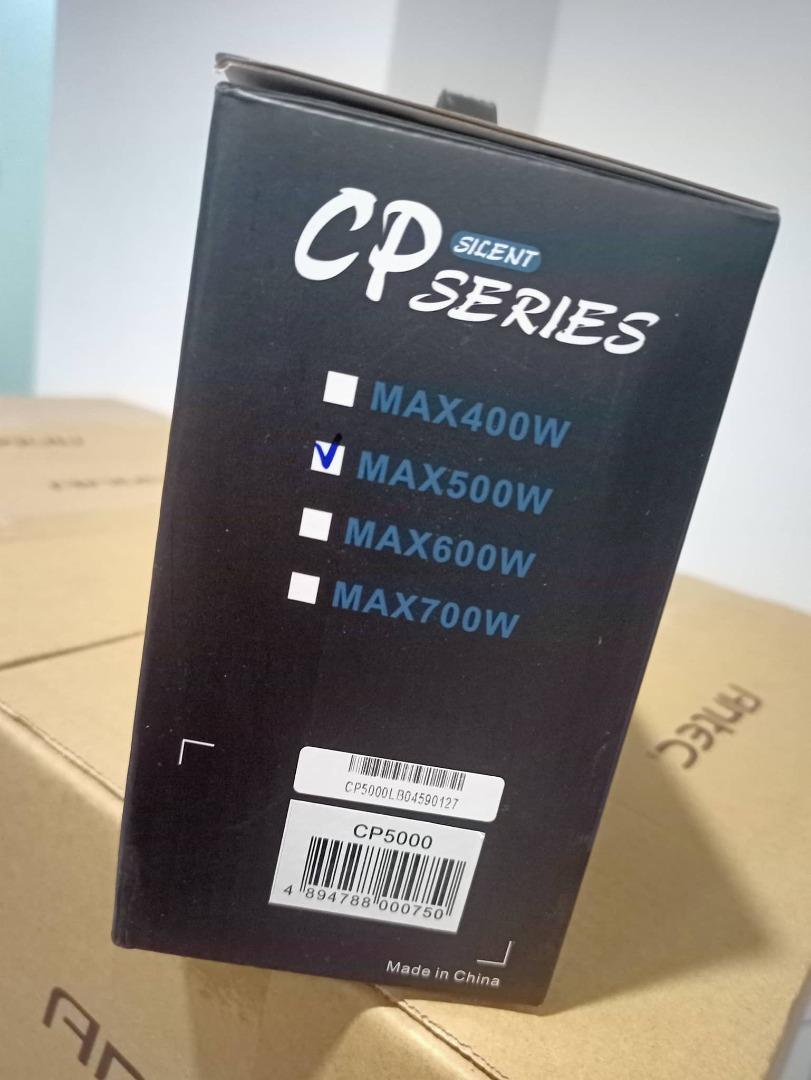 CP SILENT
SERIES
MAX400W
MAX500W
MAX600W
MAX700W
CP5000LB04590127
CP5000
4 894788 000750
Made in China
Antec